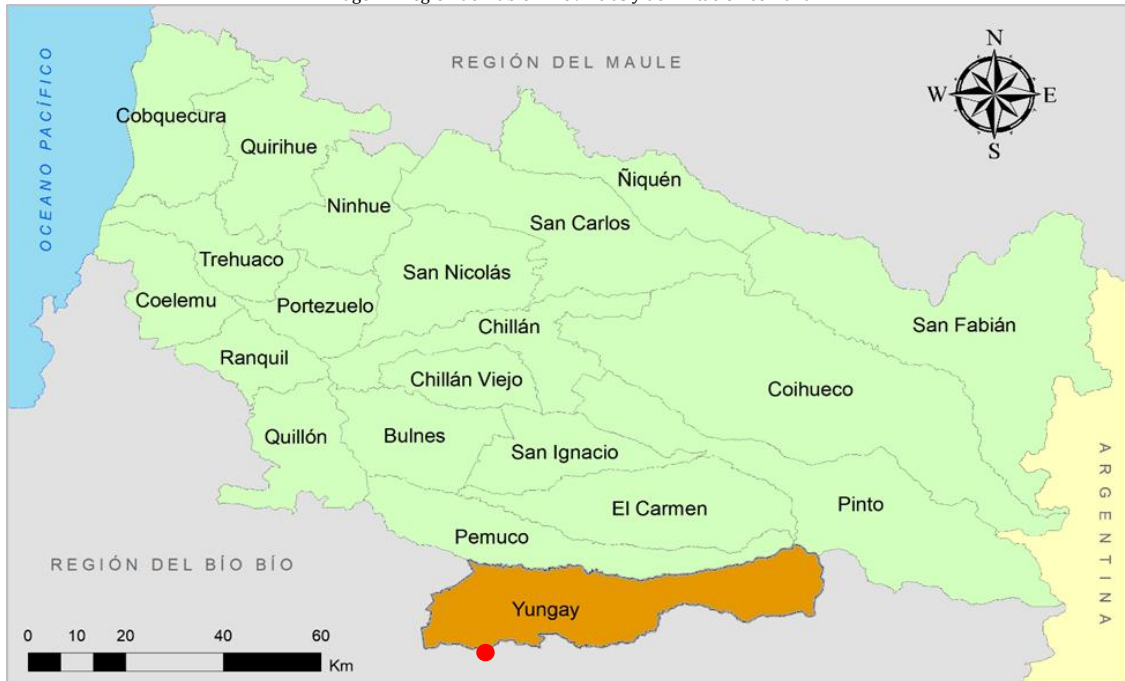 REGIÓN DEL MAULE
N
W E
S
OCEANO PACÍFICO
Cobquecura
Quirihue
Ñiquén
Ninhue
San Carlos
Trehuaco
San Nicolás
Coelemu
Portezuelo
Chillán
San Fabián
Ranquil
Chillán Viejo
Coihueco
Quillón
Bulnes
San Ignacio
ARGENTINA
Pinto
El Carmen
Pemuco
REGIÓN DEL BÍO BÍO
Yungay
0 10 20 40 60
Km